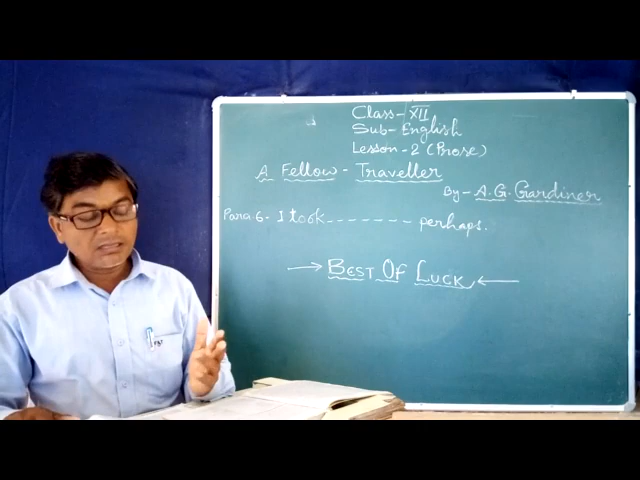 Class-XII
Sub-English
Lesson-2 (Prose)
A Fellow-Traveller
By-A.G.Gardiner
Para.6-I took-------perhaps.
→ BEST OF LUCK ←